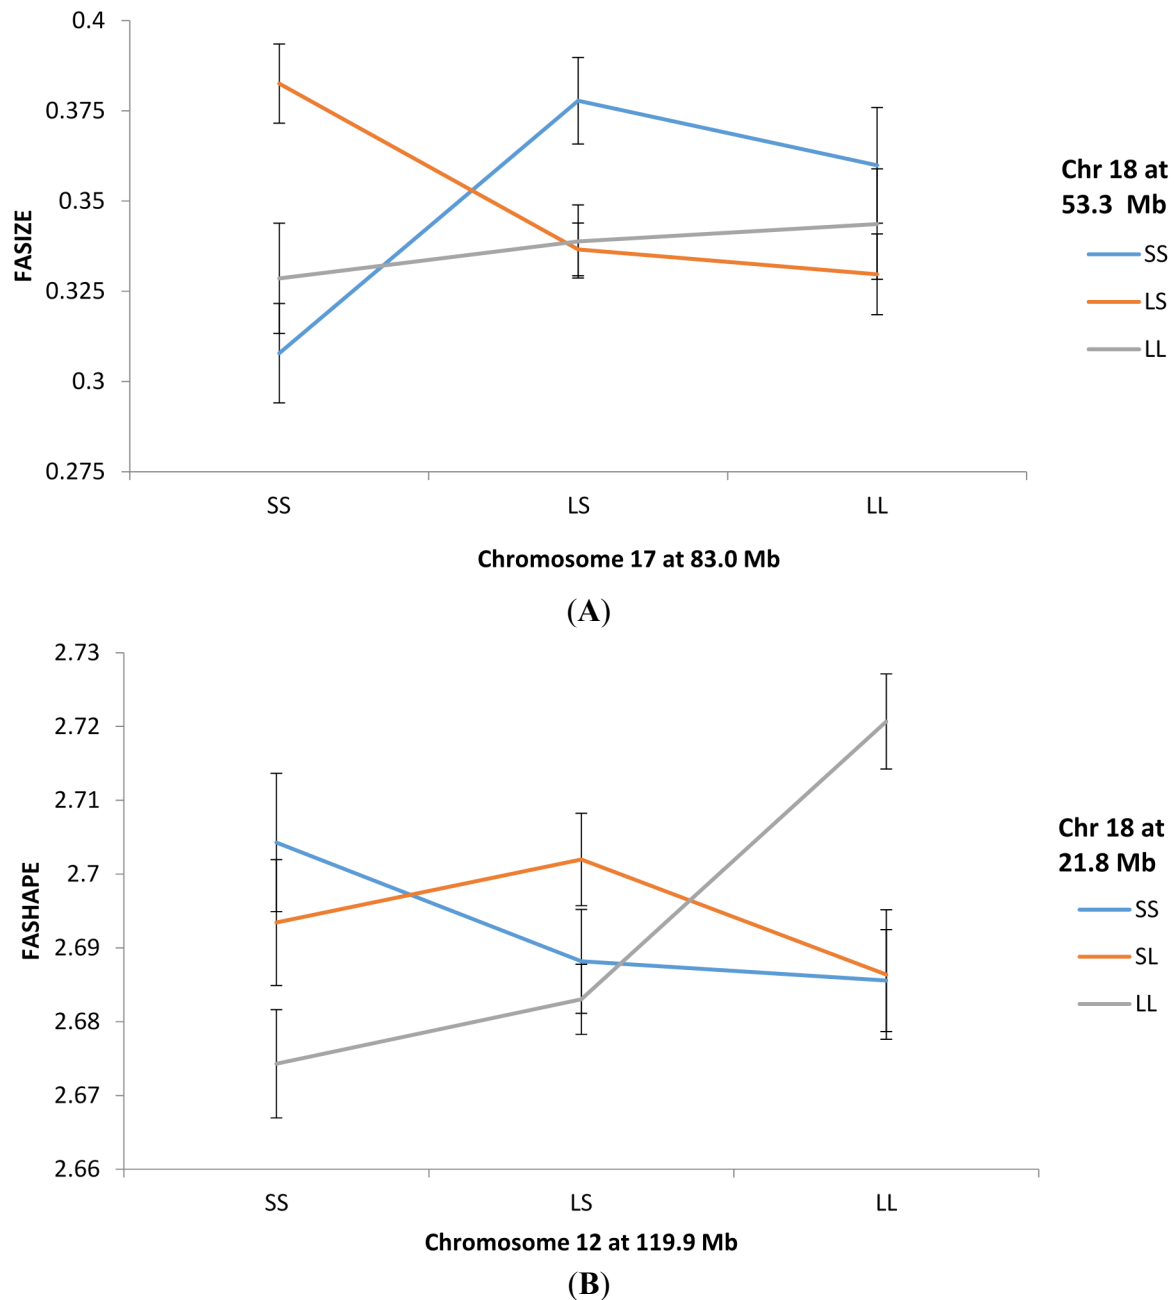 0.4
0.375
0.35
0.325
0.3
0.275
FASIZE
SS
LS
LL
Chromosome 17 at 83.0 Mb
Chr 18 at
53.3 Mb
SS
LS
LL
(A)
2.73
2.72
2.71
2.7
2.69
2.68
2.67
2.66
FASHAPE
SS
LS
LL
Chromosome 12 at 119.9 Mb
Chr 18 at
21.8 Mb
SS
SL
LL
(B)